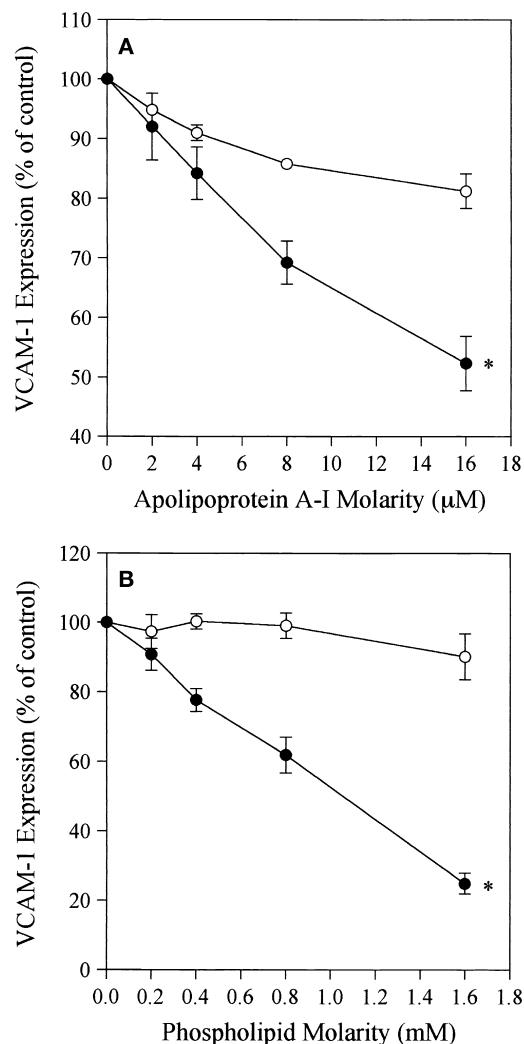 A
VCAM-1 Expression (% of control)
110
100
90
80
70
60
50
40
*
0 2 4 6 8 10 12 14 16 18
Apolipoprotein A-I Molarity (μM)
B
VCAM-1 Expression (% of control)
120
100
80
60
40
20
0
*
0.0 0.2 0.4 0.6 0.8 1.0 1.2 1.4 1.6 1.8
Phospholipid Molarity (mM)